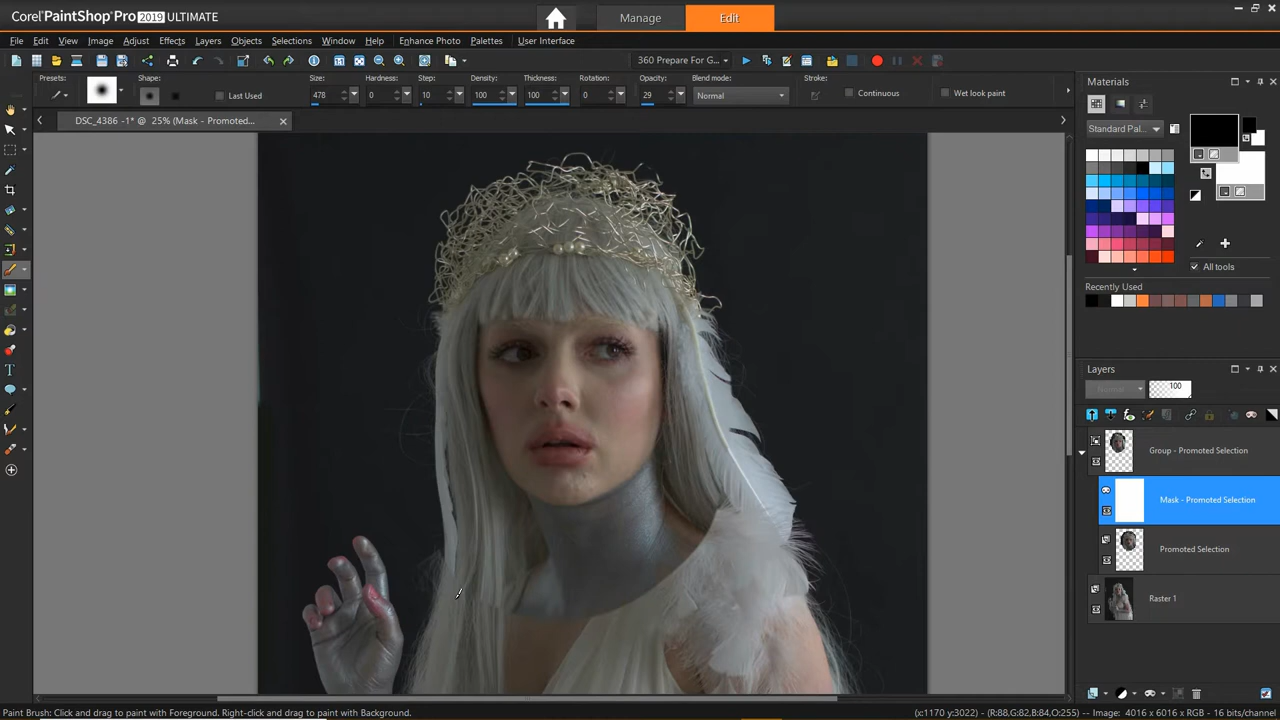 Corel PaintShop Pro 2019 ULTIMATE
Manage
Edit
File Edit View Image Adjust Effects Layers Objects Selections Window Help Enhance Photo Palettes User Interface
360 Prepare For G...
Presets: Shape: Size: Hardness: Step: Density: Thickness: Rotation: Opacity: Blend mode: Stroke:
Last Used 478 0 10 100 100 0 29 Normal Continuous Wet look paint
DSC_4386 -1* @ 25% (Mask - Promoted...
Materials
Standard Pal...
All tools
Recently Used
Layers
Normal 100
Group - Promoted Selection
Mask - Promoted Selection
Promoted Selection
Raster 1
Paint Brush: Click and drag to paint with Foreground. Right-click and drag to paint with Background.
(x:1170 y:3022) - (R:88,G:82,B:84,O:255) -- Image: 4016 x 6016 x RGB - 16 bits/channel